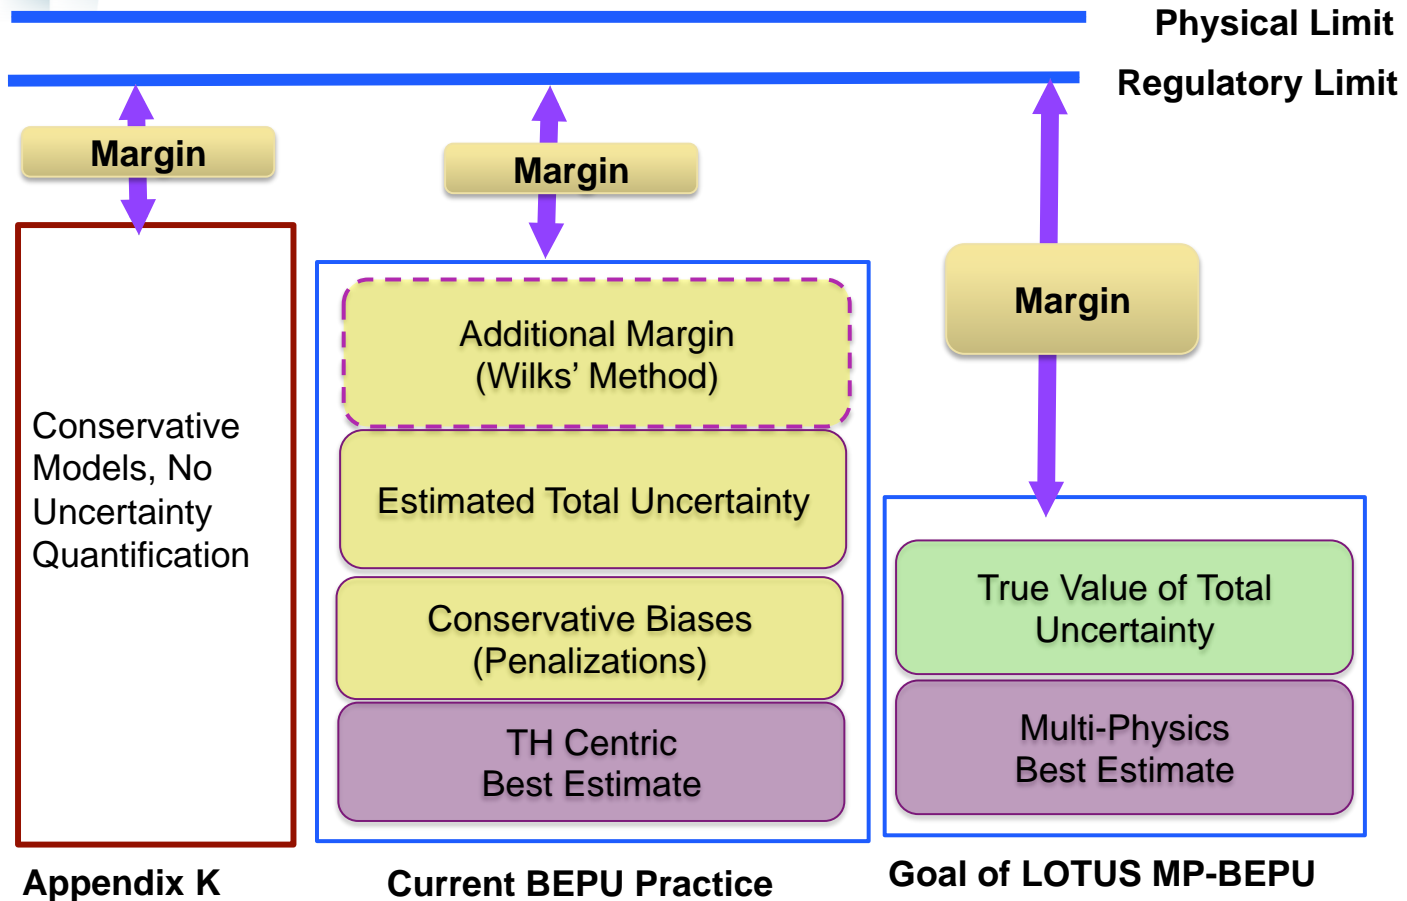 Physical Limit
Regulatory Limit
Margin
Margin
Margin
Conservative
Models, No
Uncertainty
Quantification
Additional Margin
(Wilks’ Method)
Estimated Total Uncertainty
Conservative Biases
(Penalizations)
TH Centric
Best Estimate
True Value of Total
Uncertainty
Multi-Physics
Best Estimate
Appendix K
Current BEPU Practice
Goal of LOTUS MP-BEPU